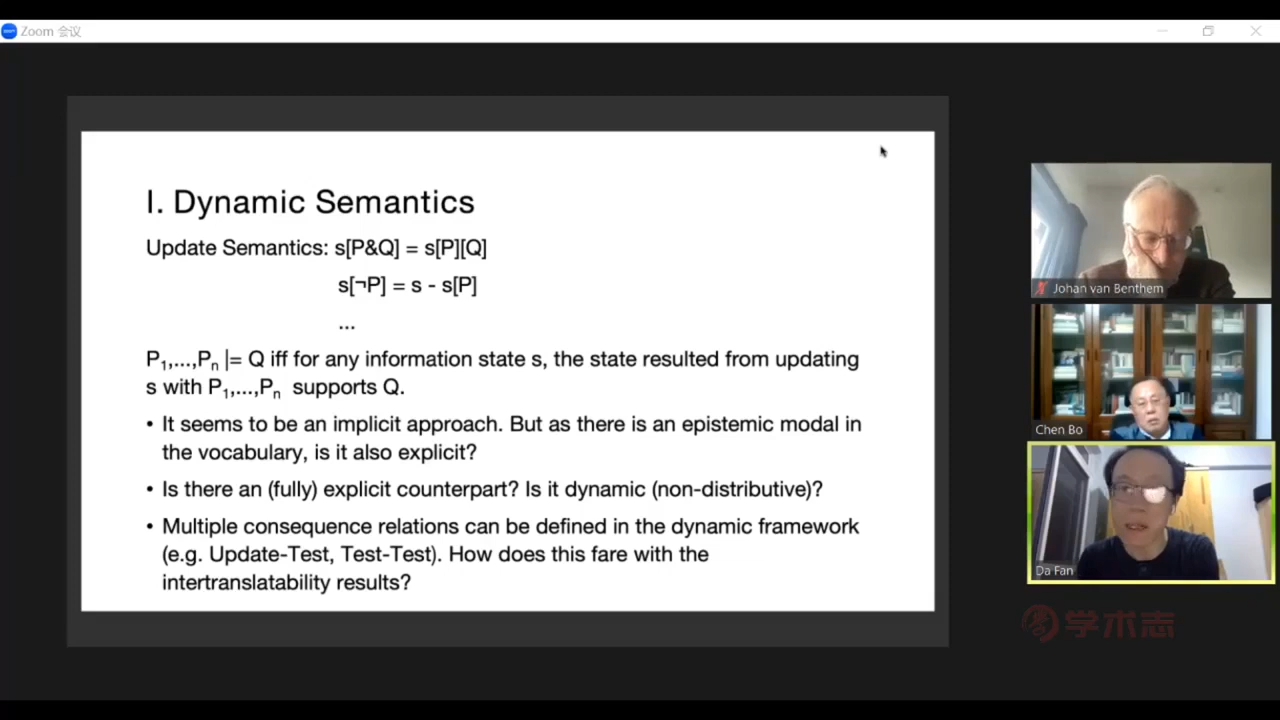 Zoom 会议
I. Dynamic Semantics
Update Semantics: s[P&Q] = s[P][Q]
s[¬P] = s - s[P]
...
P₁,...,Pₙ |= Q iff for any information state s, the state resulted from updating
s with P₁,...,Pₙ supports Q.
• It seems to be an implicit approach. But as there is an epistemic modal in
the vocabulary, is it also explicit?
• Is there an (fully) explicit counterpart? Is it dynamic (non-distributive)?
• Multiple consequence relations can be defined in the dynamic framework
(e.g. Update-Test, Test-Test). How does this fare with the
intertranslatability results?
Johan van Benthem
Chen Bo
Da Fan
学术志